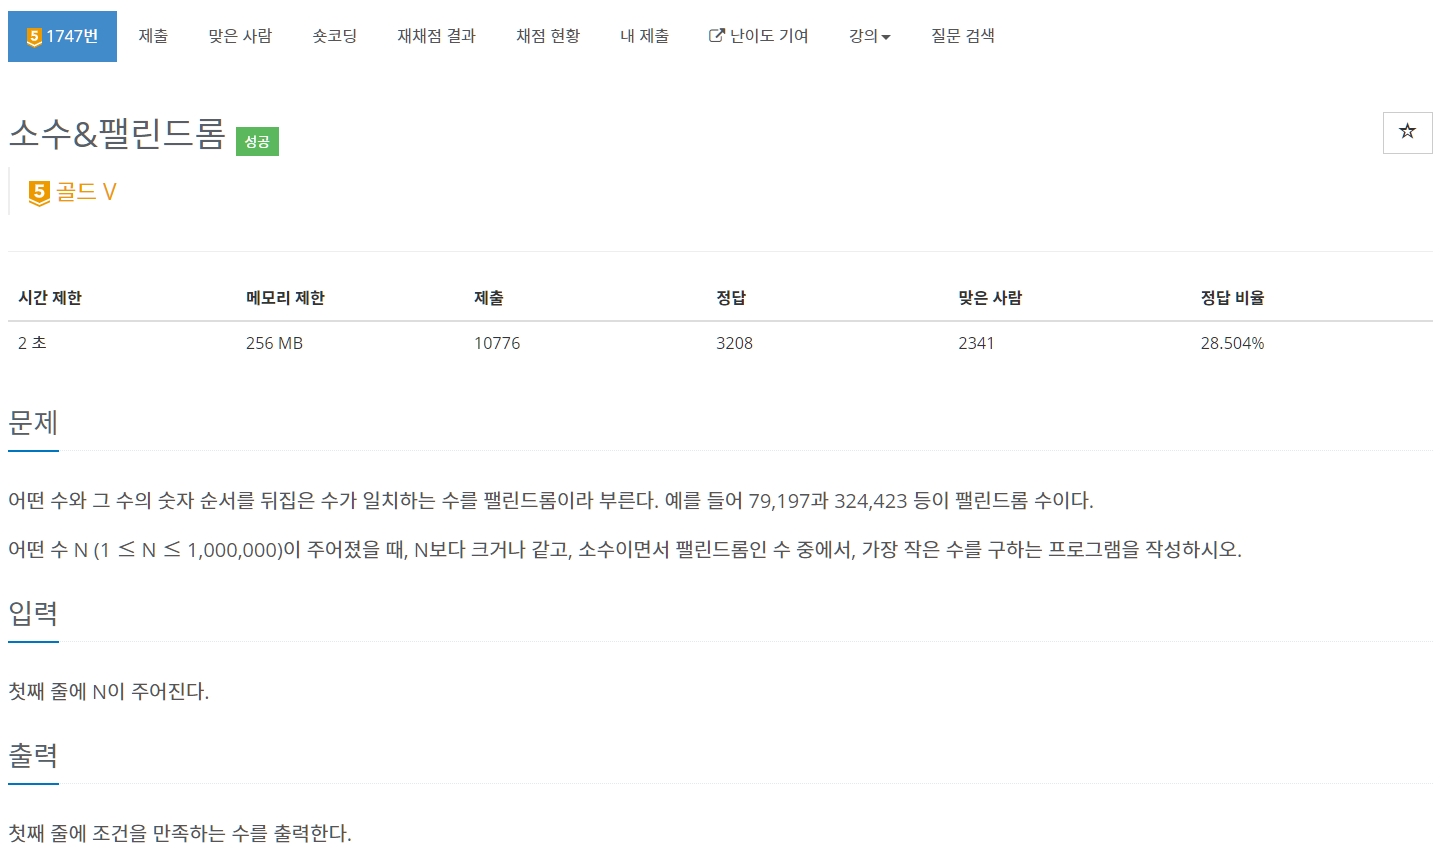 5 1747번 제출 맞은 사람 숏코딩 재채점 결과 채점 현황 내 제출 난이도 기여 강의 질문 검색
소수&팰린드롬 성공
5 골드 V
시간 제한 메모리 제한 제출 정답 맞은 사람 정답 비율
2 초 256 MB 10776 3208 2341 28.504%
문제
어떤 수와 그 수의 숫자 순서를 뒤집은 수가 일치하는 수를 팰린드롬이라 부른다. 예를 들어 79,197과 324,423 등이 팰린드롬 수이다.
어떤 수 N (1 ≤ N ≤ 1,000,000)이 주어졌을 때, N보다 크거나 같고, 소수이면서 팰린드롬인 수 중에서, 가장 작은 수를 구하는 프로그램을 작성하시오.
입력
첫째 줄에 N이 주어진다.
출력
첫째 줄에 조건을 만족하는 수를 출력한다.